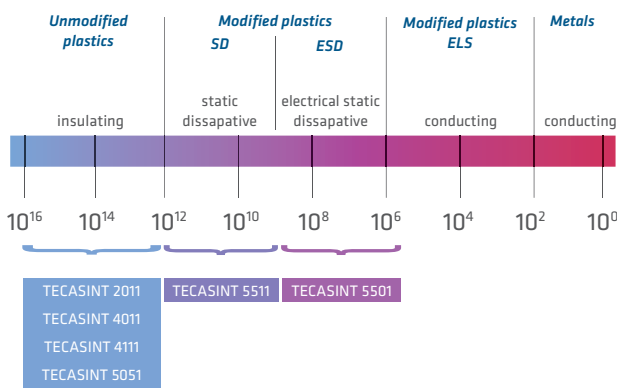 Unmodified plastics
Modified plastics
Modified plastics
Metals
SD
ESD
ELS
insulating
static dissapative
electrical static dissapative
conducting
conducting
10^16
10^14
10^12
10^10
10^8
10^6
10^4
10^2
10^0
TECASINT 2011
TECASINT 5511
TECASINT 5501
TECASINT 4011
TECASINT 4111
TECASINT 5051